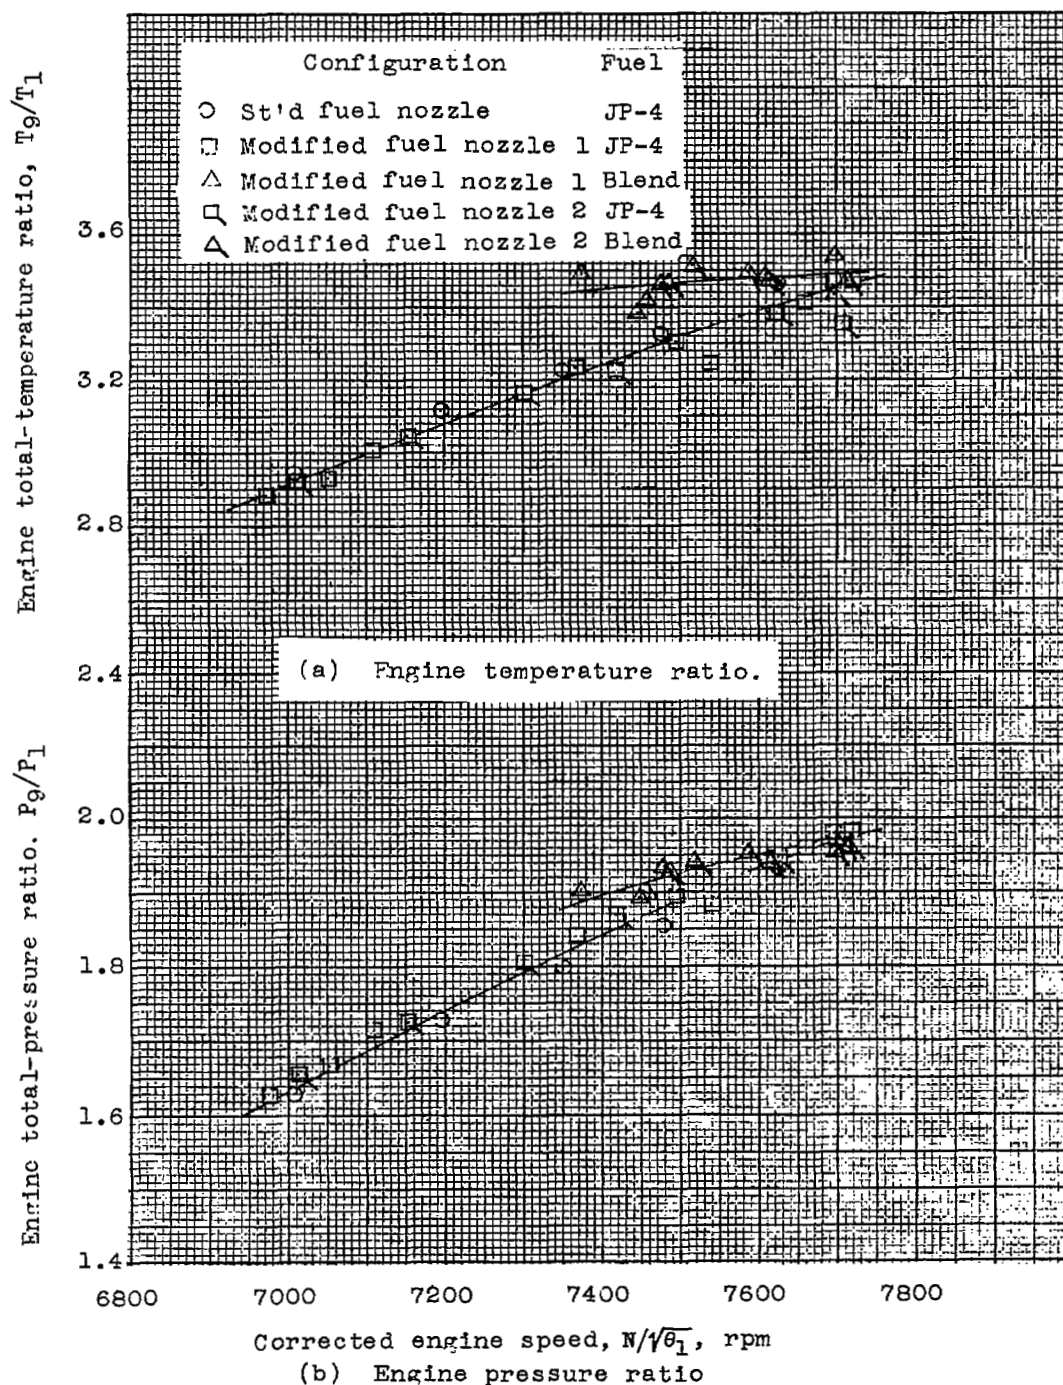 Configuration Fuel
St'd fuel nozzle JP-4
Modified fuel nozzle 1 JP-4
Modified fuel nozzle 1 Blend
Modified fuel nozzle 2 JP-4
Modified fuel nozzle 2 Blend
Engine total-temperature ratio, T9/T1
3.6
3.2
2.8
2.4
(a) Engine temperature ratio.
Engine total-pressure ratio. P9/P1
2.0
1.8
1.6
1.4
6800 7000 7200 7400 7600 7800
Corrected engine speed, N/√θ1, rpm
(b) Engine pressure ratio